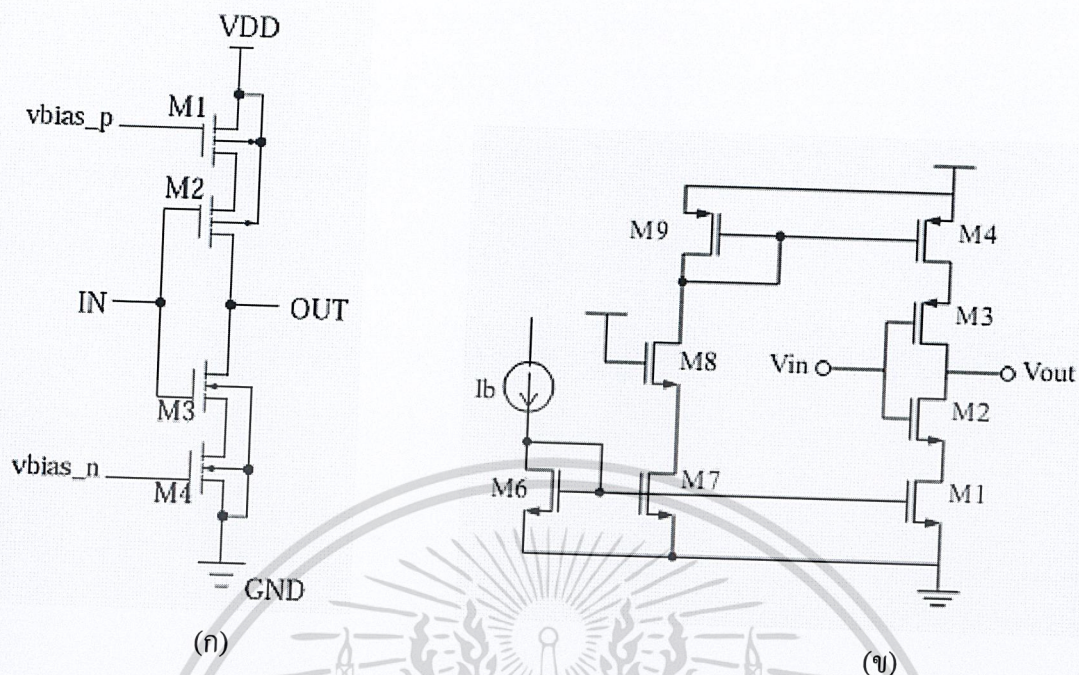 VDD
vbias_p
M1
M2
IN
OUT
M3
vbias_n
M4
GND
(ก)
M9
M4
M3
M8
Vin
Vout
Ib
M2
M6
M7
M1
(ข)